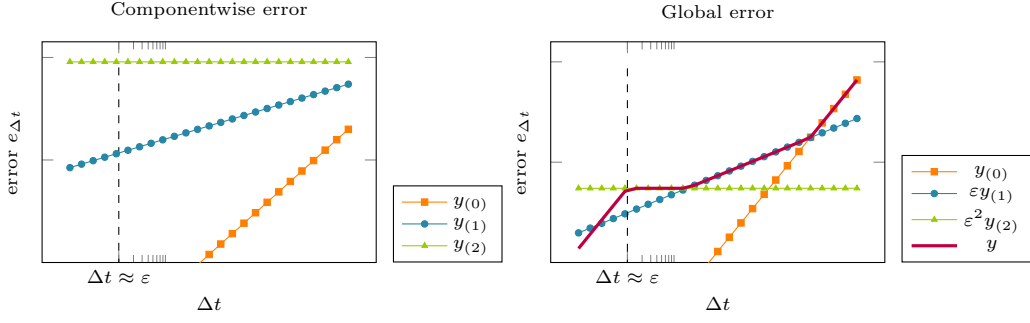 Componentwise error
error e_{Δt}
Δt ≈ ε
Δt
y_{(0)}
y_{(1)}
y_{(2)}
Global error
error e_{Δt}
Δt ≈ ε
Δt
y_{(0)}
εy_{(1)}
ε^2y_{(2)}
y